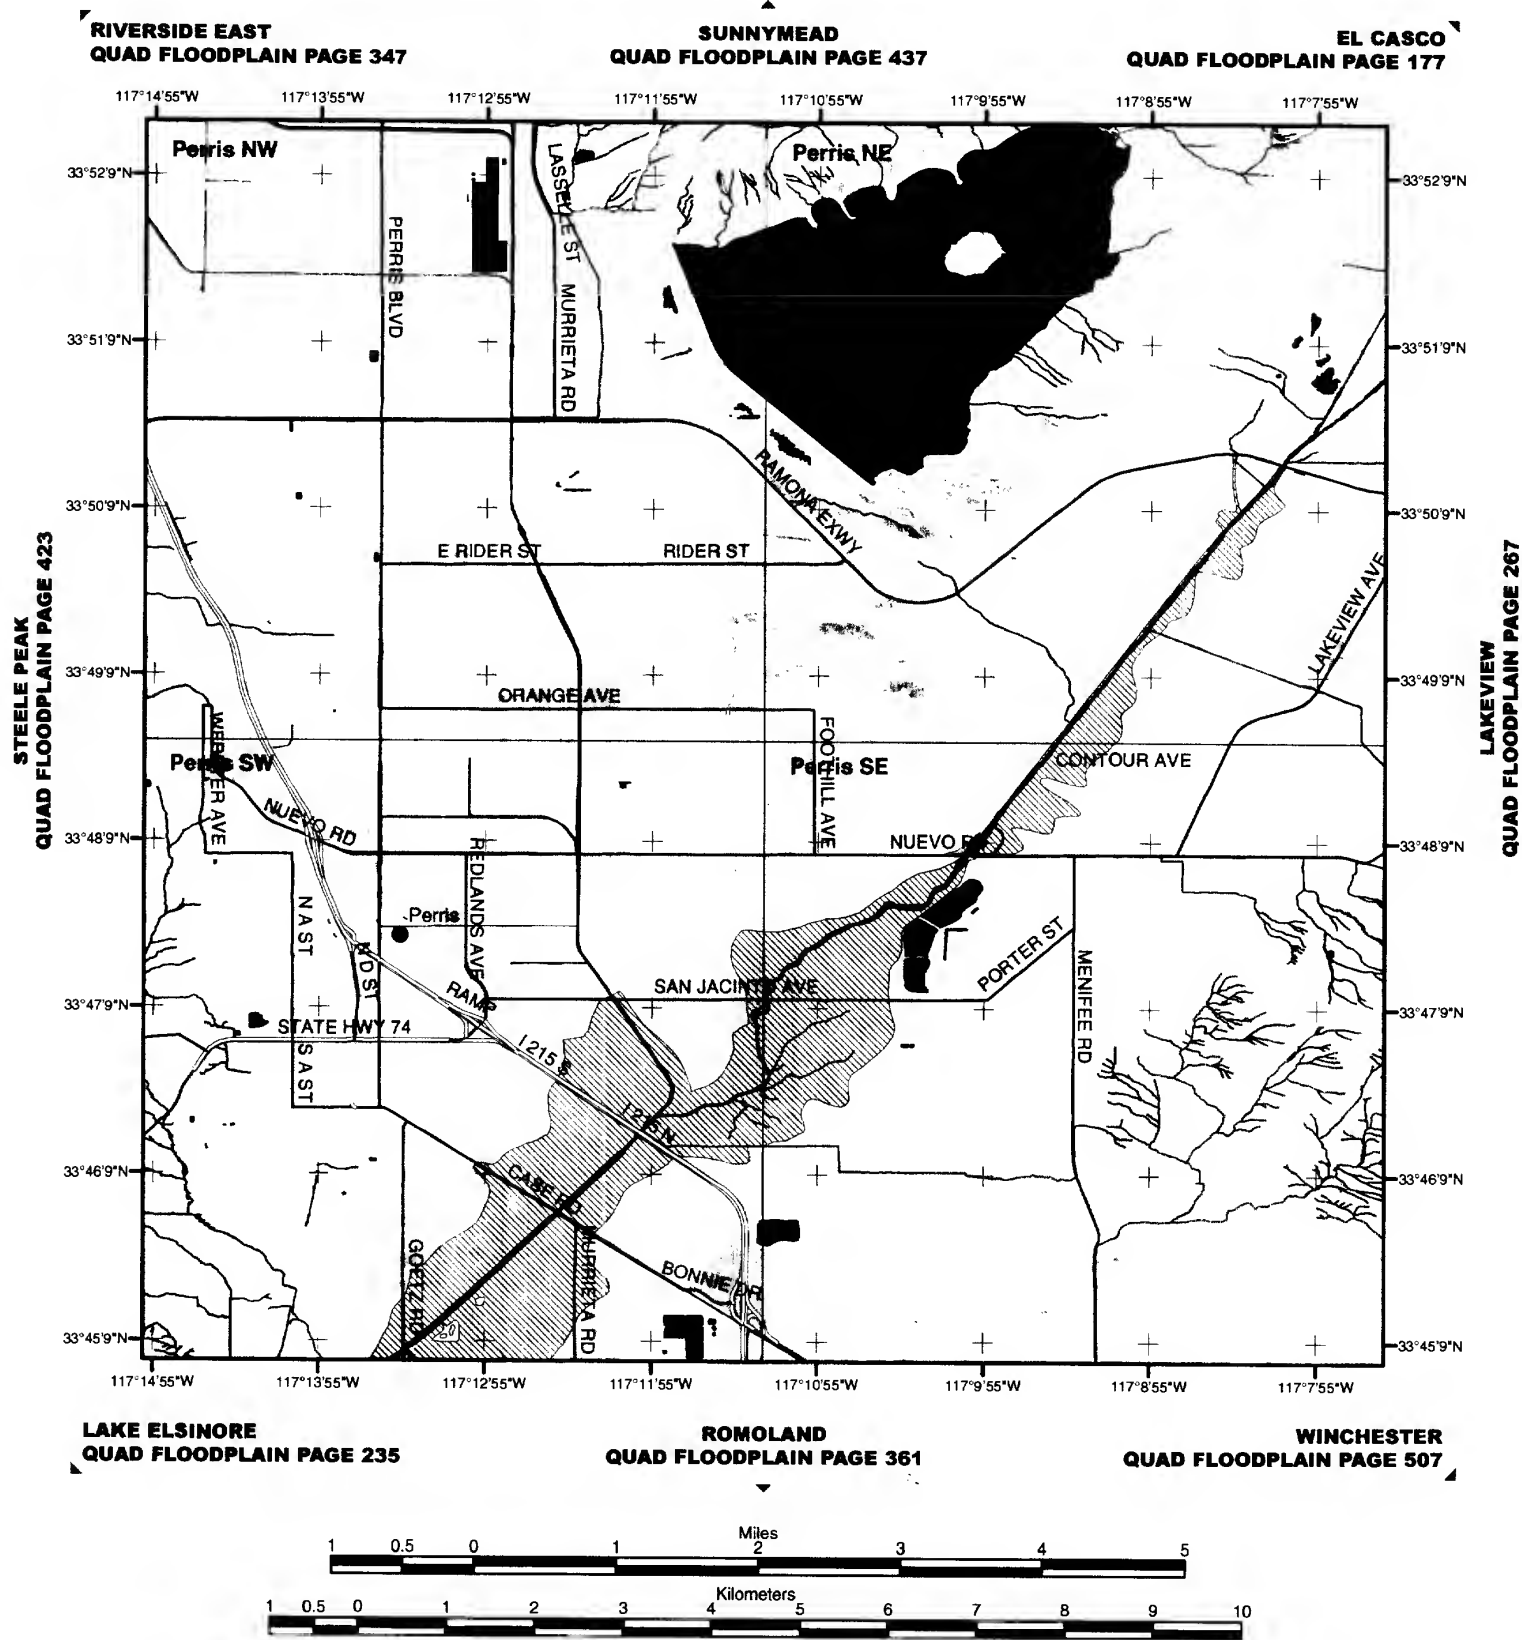 RIVERSIDE EAST
QUAD FLOODPLAIN PAGE 347
SUNNYMEAD
QUAD FLOODPLAIN PAGE 437
EL CASCO
QUAD FLOODPLAIN PAGE 177
117°14'55"W 117°13'55"W 117°12'55"W 117°11'55"W 117°10'55"W 117°9'55"W 117°8'55"W 117°7'55"W
Perris NW
Perris NE
33°52'9"N
33°52'9"N
LASSELLE ST
PERRIS BLVD
MURRIETA RD
33°51'9"N
33°51'9"N
RAMONA EXWY
33°50'9"N
33°50'9"N
E RIDER ST
RIDER ST
LAKEVIEW AVE
STEELE PEAK
QUAD FLOODPLAIN PAGE 423
LAKEVIEW
QUAD FLOODPLAIN PAGE 267
33°49'9"N
33°49'9"N
ORANGE AVE
WEBSTER AVE
FOOTHILL AVE
Perris SW
Perris SE
CONTOUR AVE
NUEVO RD
NUEVO RD
33°48'9"N
33°48'9"N
REDLANDS AVE
N A ST
Perris
N D ST
PORTER ST
MENIFEE RD
SAN JACINTO AVE
RAMP
33°47'9"N
33°47'9"N
STATE HWY 74
S A ST
I 215 S
I 215 N
33°46'9"N
33°46'9"N
CASE RD
GOETZ RD
MURRIETA RD
BONNIE DR
33°45'9"N
33°45'9"N
117°14'55"W 117°13'55"W 117°12'55"W 117°11'55"W 117°10'55"W 117°9'55"W 117°8'55"W 117°7'55"W
LAKE ELSINORE
QUAD FLOODPLAIN PAGE 235
ROMOLAND
QUAD FLOODPLAIN PAGE 361
WINCHESTER
QUAD FLOODPLAIN PAGE 507
Miles
1 0.5 0 1 2 3 4 5
Kilometers
1 0.5 0 1 2 3 4 5 6 7 8 9 10